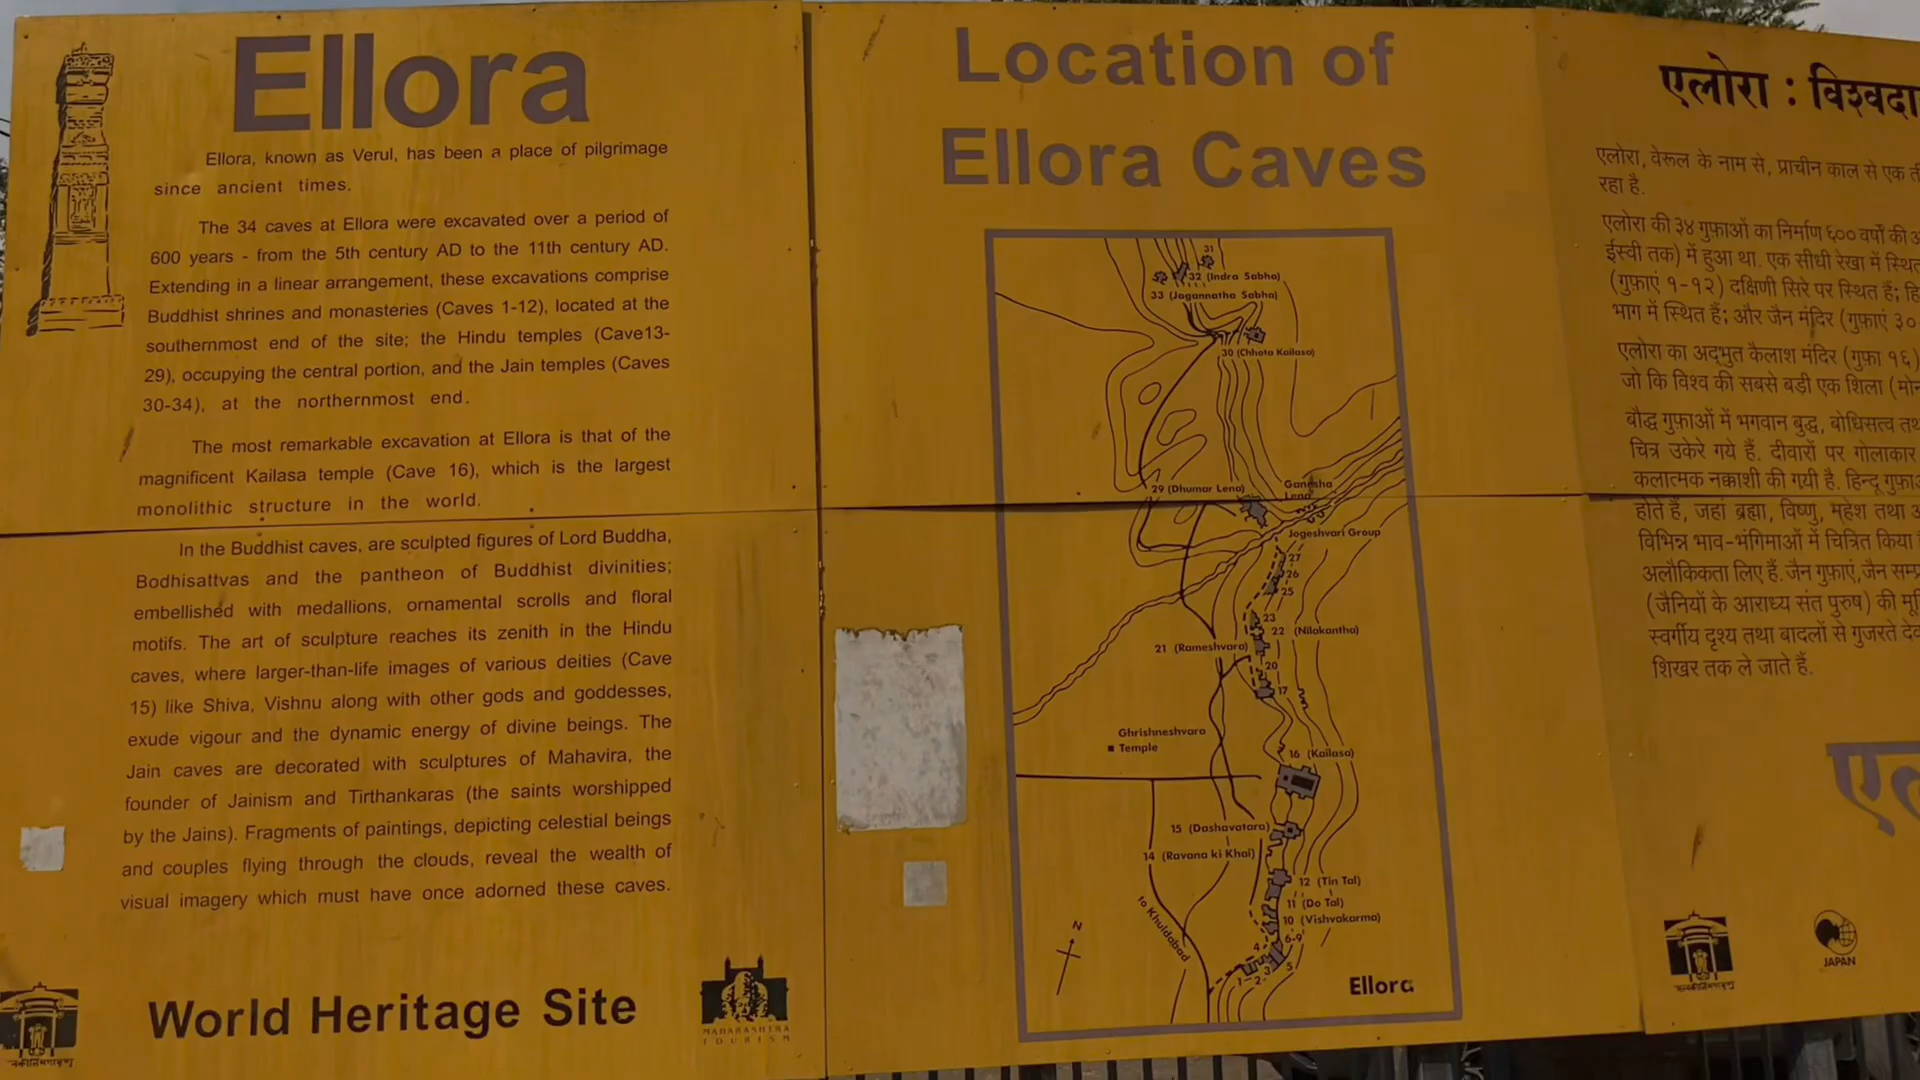 Ellora
Ellora, known as Verul, has been a place of pilgrimage
since ancient times.
The 34 caves at Ellora were excavated over a period of
600 years - from the 5th century AD to the 11th century AD.
Extending in a linear arrangement, these excavations comprise
Buddhist shrines and monasteries (Caves 1-12), located at the
southernmost end of the site; the Hindu temples (Cave13-
29), occupying the central portion, and the Jain temples (Caves
30-34), at the northernmost end.
The most remarkable excavation at Ellora is that of the
magnificent Kailasa temple (Cave 16), which is the largest
monolithic structure in the world.
In the Buddhist caves, are sculpted figures of Lord Buddha,
Bodhisattvas and the pantheon of Buddhist divinities;
embellished with medallions, ornamental scrolls and floral
motifs. The art of sculpture reaches its zenith in the Hindu
caves, where larger-than-life images of various deities (Cave
15) like Shiva, Vishnu along with other gods and goddesses,
exude vigour and the dynamic energy of divine beings. The
Jain caves are decorated with sculptures of Mahavira, the
founder of Jainism and Tirthankaras (the saints worshipped
by the Jains). Fragments of paintings, depicting celestial beings
and couples flying through the clouds, reveal the wealth of
visual imagery which must have once adorned these caves.
World Heritage Site
MAHARASHTRA
TOURISM
Location of
Ellora Caves
31
32 (Indra Sabha)
33 (Jagannatha Sabha)
30 (Chhota Kailasa)
29 (Dhumar Lena)
Ganesha
Lena
Jogeshvari Group
27
26
25
23
22 (Nilakantha)
21 (Rameshvara)
20
17
Ghrishneshvara
Temple
16 (Kailasa)
15 (Dashavatara)
14 (Ravana ki Khai)
12 (Tin Tal)
11 (Do Tal)
10 (Vishvakarma)
6-9
4
5
3
1-2
to Khuldabad
N
Ellora
एलोरा : विश्वदा
एलोरा, वेरूल के नाम से, प्राचीन काल से एक ती
रहा है.
एलोरा की ३४ गुफ़ाओं का निर्माण ६०० वर्षों की अ
ईस्वी तक) में हुआ था. एक सीधी रेखा में स्थित
(गुफ़ाएं १-१२) दक्षिणी सिरे पर स्थित हैं; हि
भाग में स्थित हैं; और जैन मंदिर (गुफ़ाएं ३०
एलोरा का अद्भुत कैलाश मंदिर (गुफ़ा १६)
जो कि विश्व की सबसे बड़ी एक शिला (मोन
बौद्ध गुफ़ाओं में भगवान बुद्ध, बोधिसत्व तथ
चित्र उकेरे गये हैं. दीवारों पर गोलाकार
कलात्मक नक्काशी की गयी है. हिन्दू गुफ़ाअ
होते हैं, जहां ब्रह्मा, विष्णु, महेश तथा अ
विभिन्न भाव-भंगिमाओं में चित्रित किया
अलौकिकता लिए हैं. जैन गुफ़ाएं,जैन सम्प्र
(जैनियों के आराध्य संत पुरुष) की मू
स्वर्गीय दृश्य तथा बादलों से गुजरते दे
शिखर तक ले जाते हैं.
JAPAN